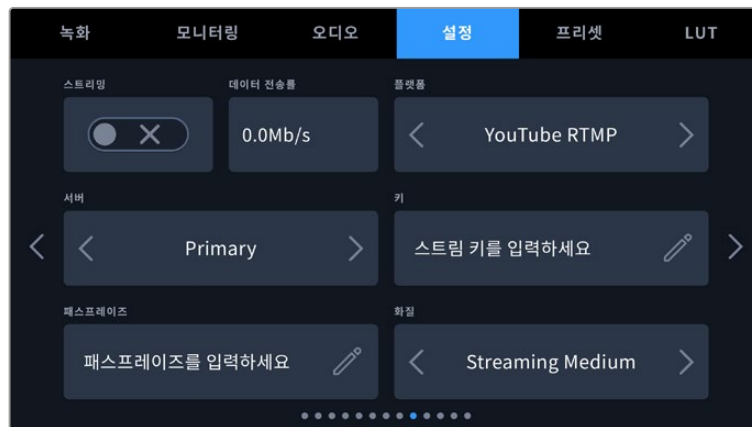 녹화 모니터링 오디오 설정 프리셋 LUT
스트리밍 데이터 전송률 플랫폼
0.0Mb/s YouTube RTMP
서버 키
Primary 스트림 키를 입력하세요
패스프레이즈 화질
패스프레이즈를 입력하세요 Streaming Medium